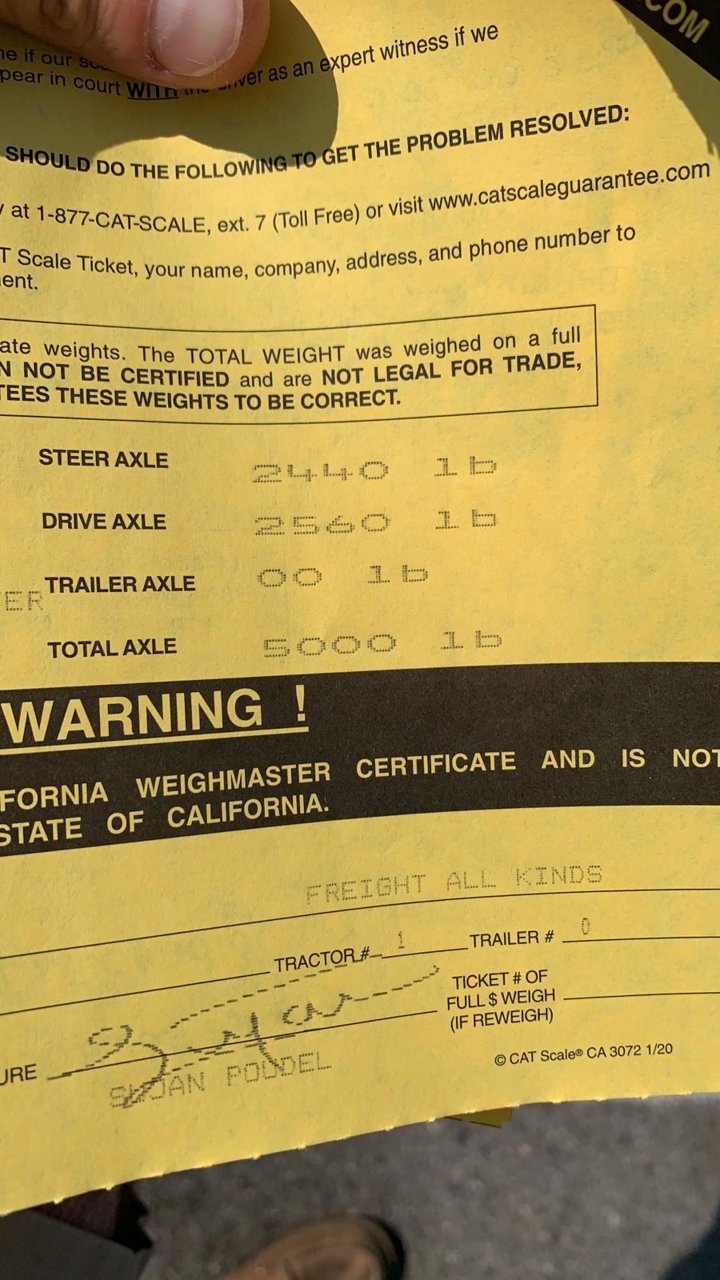 COM
ne if our
pear in court WITH the driver as an expert witness if we
SHOULD DO THE FOLLOWING TO GET THE PROBLEM RESOLVED:
at 1-877-CAT-SCALE, ext. 7 (Toll Free) or visit www.catscaleguarantee.com
T Scale Ticket, your name, company, address, and phone number to
ent.
ate weights. The TOTAL WEIGHT was weighed on a full
N NOT BE CERTIFIED and are NOT LEGAL FOR TRADE,
TEES THESE WEIGHTS TO BE CORRECT.
STEER AXLE 2440 lb
DRIVE AXLE 2560 lb
TRAILER AXLE 00 lb
ER
TOTAL AXLE 5000 lb
WARNING !
FORNIA WEIGHMASTER CERTIFICATE AND IS NOT
STATE OF CALIFORNIA.
FREIGHT ALL KINDS
TRACTOR # 1 TRAILER # 0
TICKET # OF
FULL $ WEIGH
(IF REWEIGH)
URE
SUJAN POUDEL
© CAT Scale® CA 3072 1/20